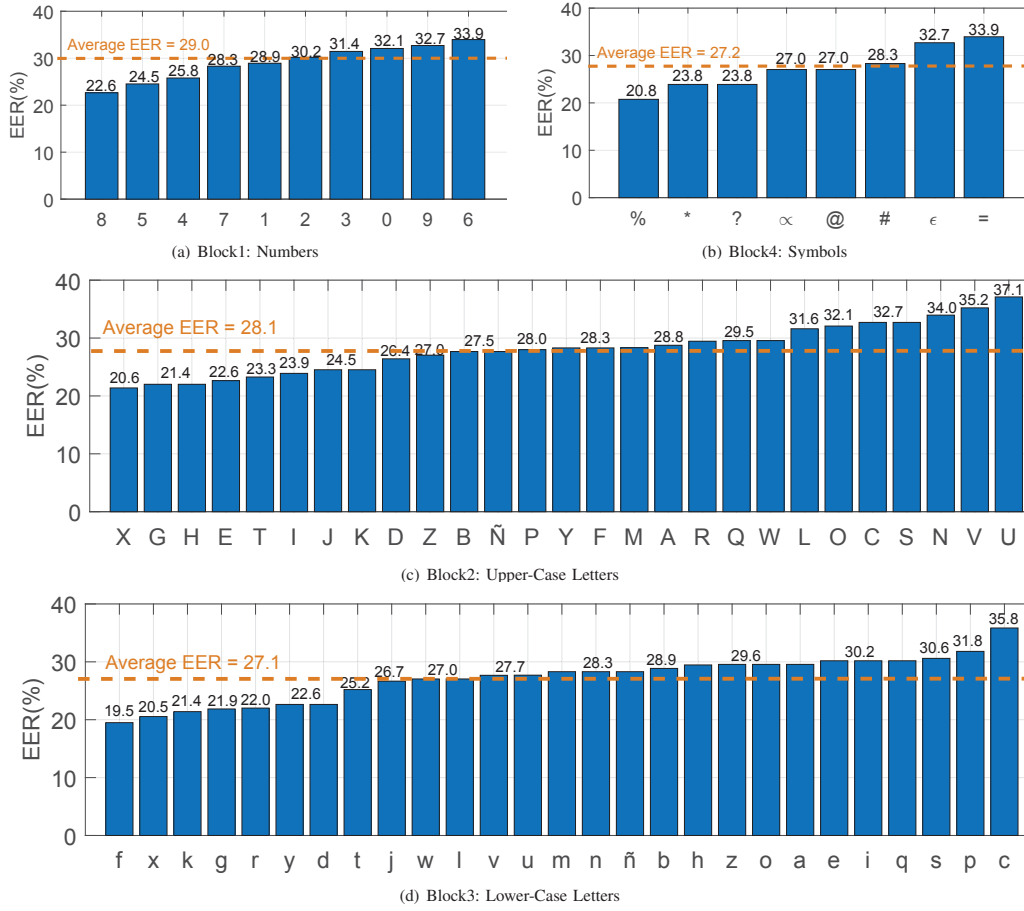 EER(%)
40
30
20
10
0
Average EER = 29.0
22.6 24.5 25.8 28.3 28.9 30.2 31.4 32.1 32.7 33.9
8 5 4 7 1 2 3 0 9 6
(a) Block1: Numbers
EER(%)
40
30
20
10
0
Average EER = 27.2
20.8 23.8 23.8 27.0 27.0 28.3 32.7 33.9
% * ? ∝ @ # ϵ =
(b) Block4: Symbols
EER(%)
40
30
20
10
0
Average EER = 28.1
20.6 21.4 22.6 23.3 23.9 24.5 26.4 27.0 27.5 28.0 28.3 28.8 29.5 31.6 32.1 32.7 34.0 35.2 37.1
X G H E T I J K D Z B Ñ P Y F M A R Q W L O C S N V U
(c) Block2: Upper-Case Letters
EER(%)
40
30
20
10
0
Average EER = 27.1
19.5 20.5 21.4 21.9 22.0 22.6 25.2 26.7 27.0 27.7 28.3 28.9 29.6 30.2 30.6 31.8 35.8
f x k g r y d t j w l v u m n ñ b h z o a e i q s p c
(d) Block3: Lower-Case Letters